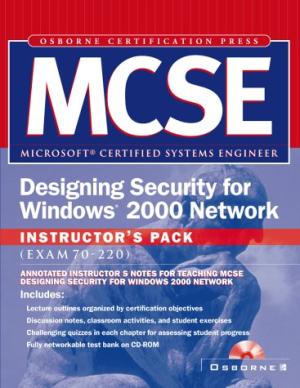 OSBORNE CERTIFICATION PRESS
MCSE
MICROSOFT® CERTIFIED SYSTEMS ENGINEER
Designing Security for
Windows® 2000 Network
INSTRUCTOR'S PACK
(EXAM 70-220)
ANNOTATED INSTRUCTOR S NOTES FOR TEACHING MCSE
DESIGNING SECURITY FOR WINDOWS 2000 NETWORK
Includes:
Lecture outlines organized by certification objectives
Discussion notes, classroom activities, and student exercises
Challenging quizzes in each chapter for assessing student progress
Fully networkable test bank on CD-ROM
OSBORNE